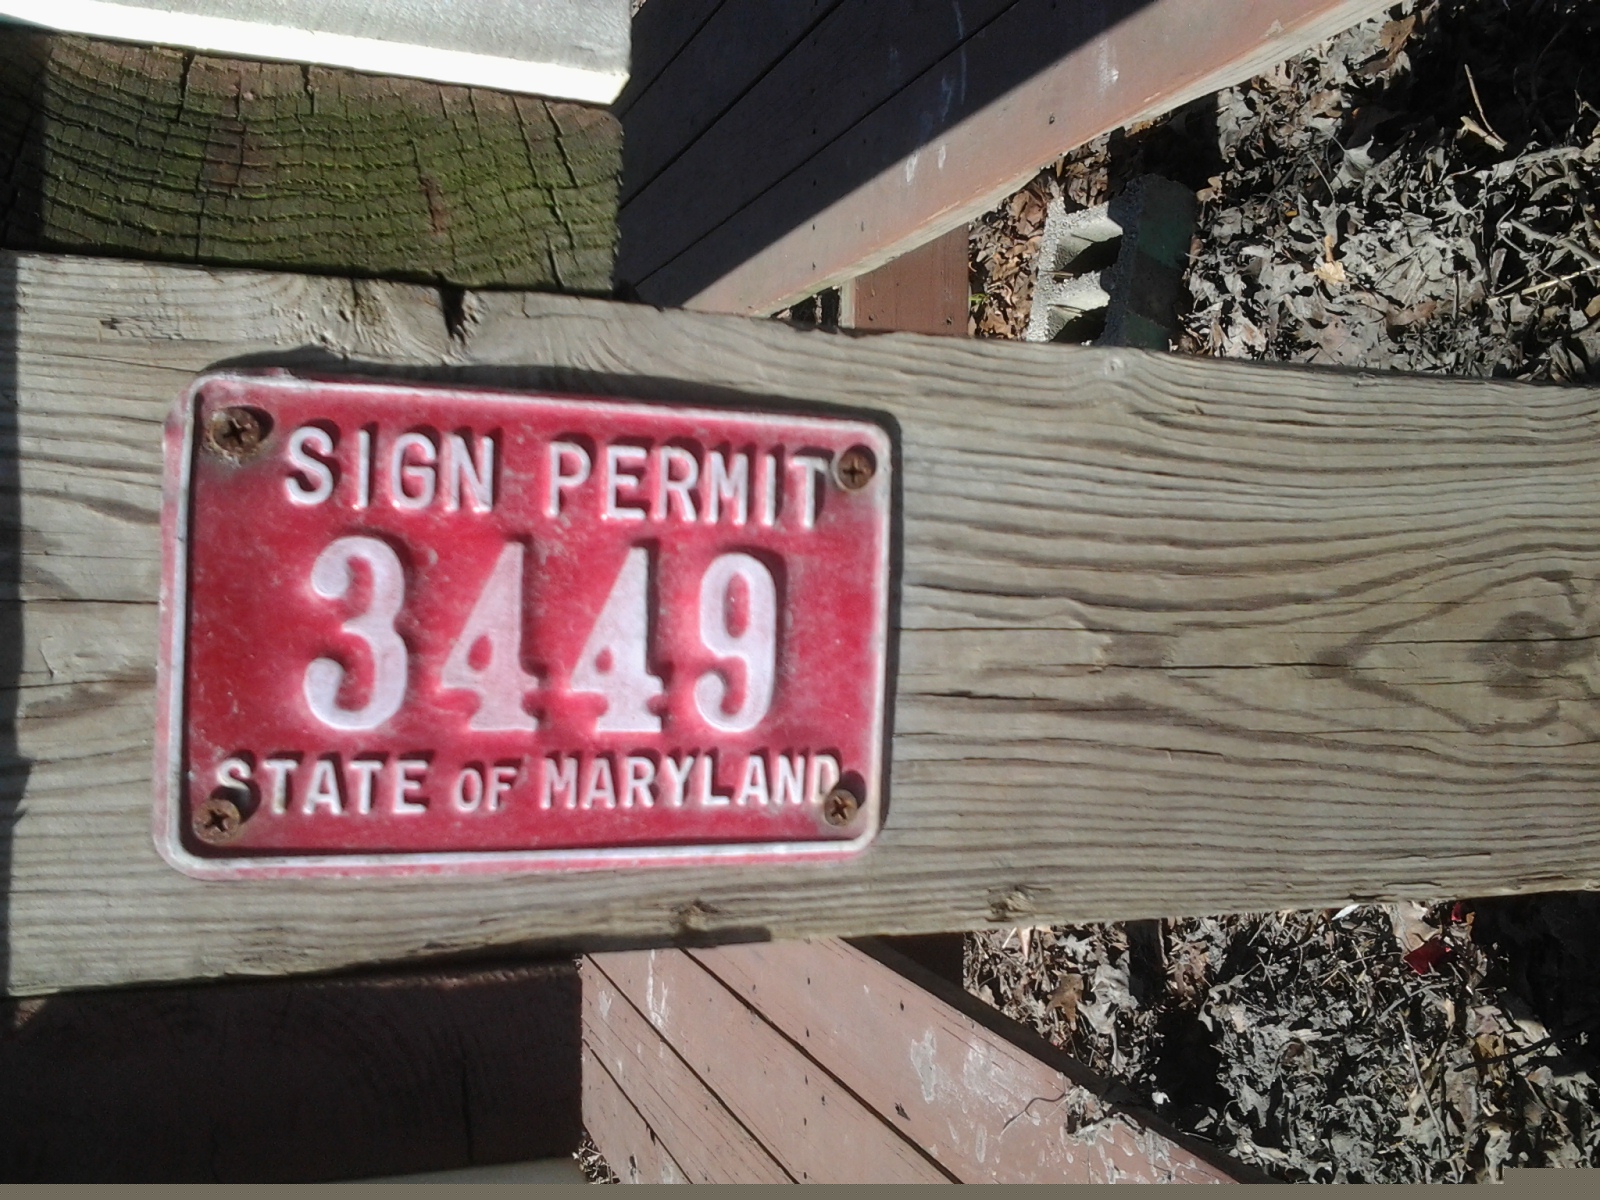 SIGN PERMIT
3449
STATE OF MARYLAND